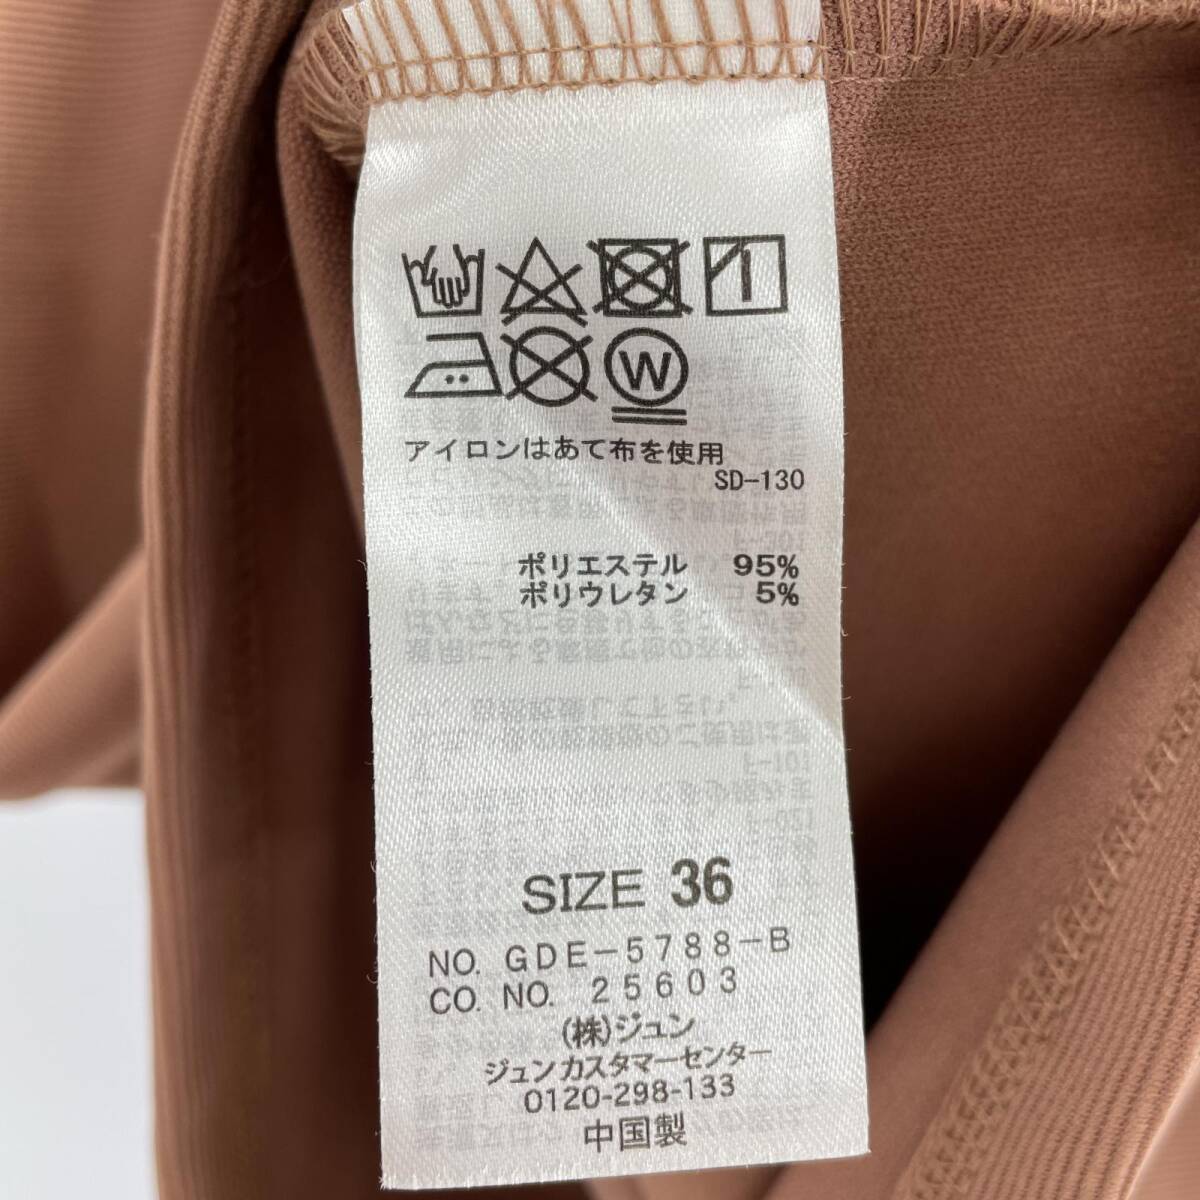 W
アイロンはあて布を使用
SD-130
ポリエステル 95%
ポリウレタン 5%
SIZE 36
NO. GDE-5788-B
CO. NO. 25603
(株)ジュン
ジュンカスタマーセンター
0120-298-133
中国製